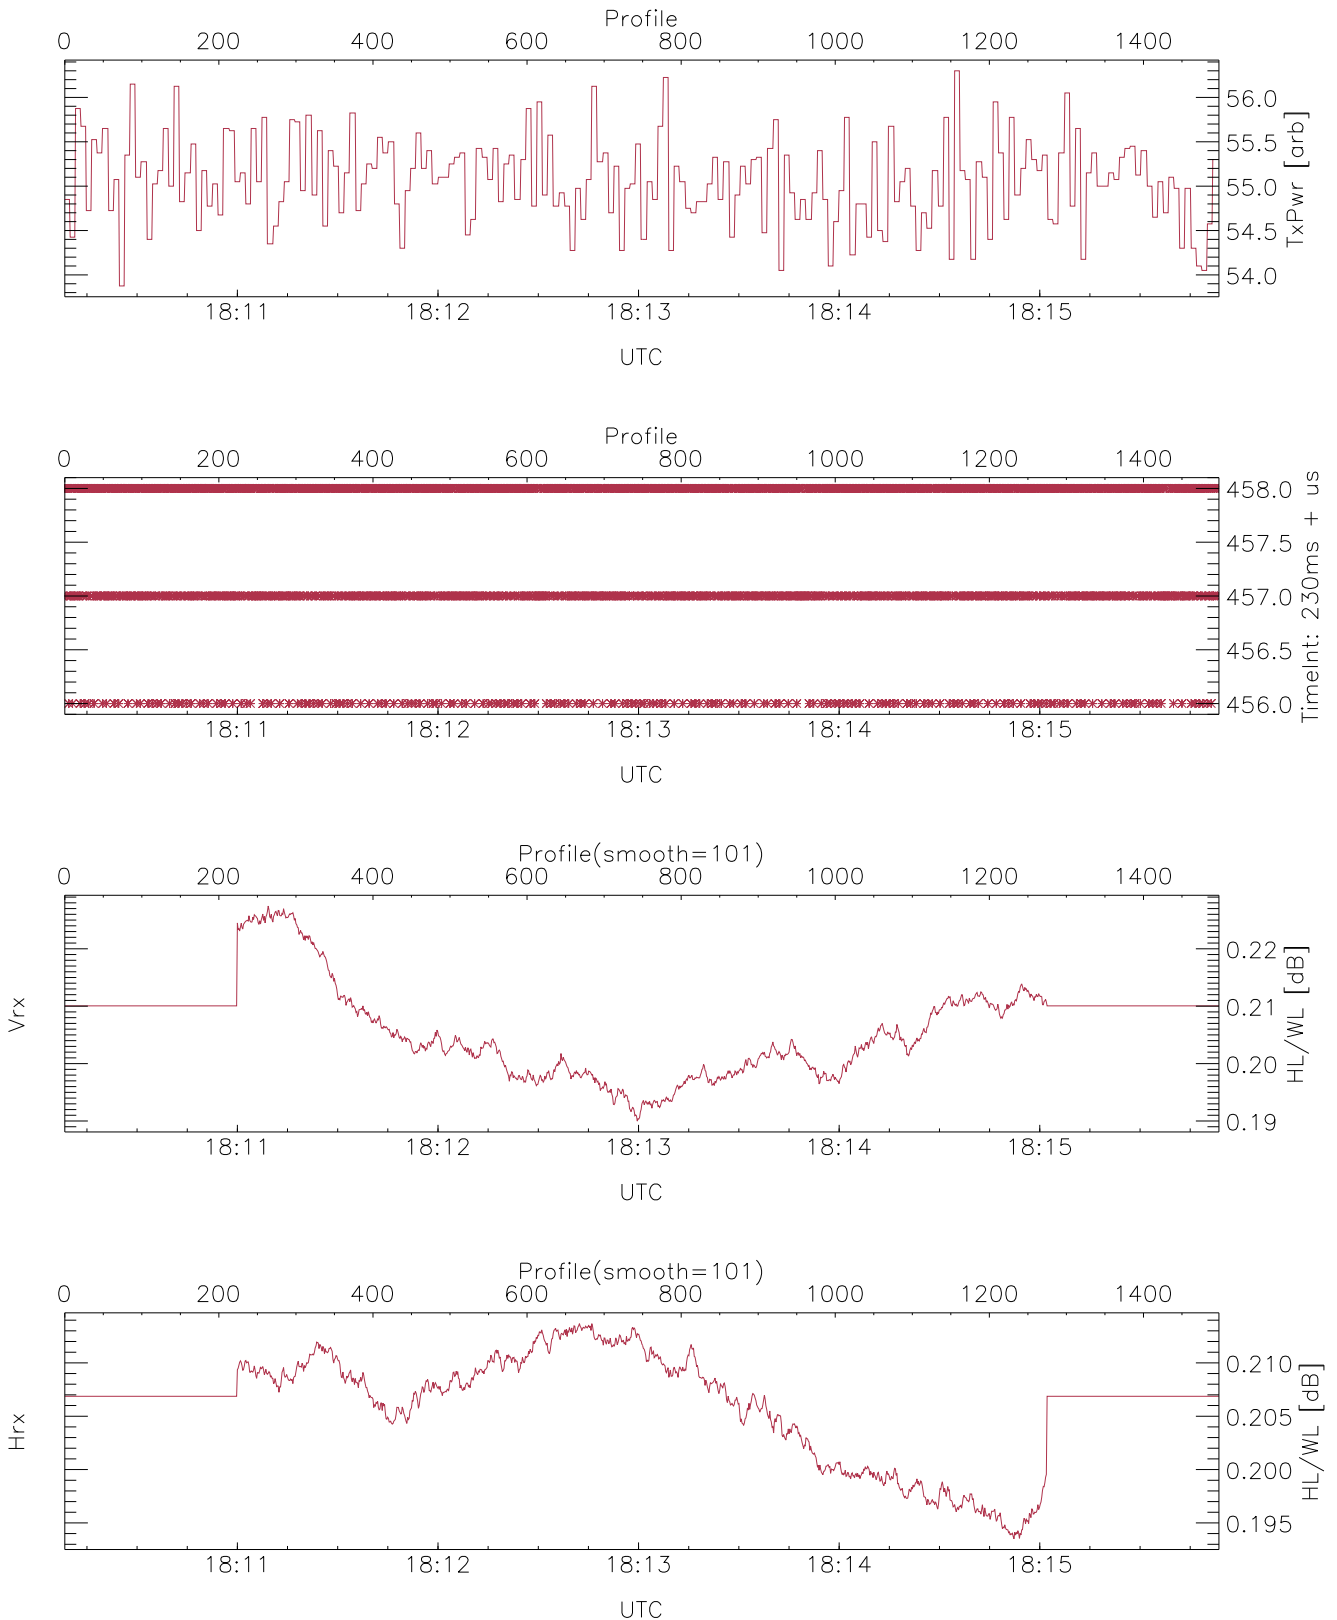 Profile
0 200 400 600 800 1000 1200 1400
56.0
55.5
55.0
54.5
54.0
TxPwr [arb]
18:11 18:12 18:13 18:14 18:15
UTC
Profile
0 200 400 600 800 1000 1200 1400
458.0
457.5
457.0
456.5
456.0
TimeInt: 230ms + us
18:11 18:12 18:13 18:14 18:15
UTC
Profile(smooth=101)
0 200 400 600 800 1000 1200 1400
Vrx
0.22
0.21
0.20
0.19
HL/WL [dB]
18:11 18:12 18:13 18:14 18:15
UTC
Profile(smooth=101)
0 200 400 600 800 1000 1200 1400
Hrx
0.210
0.205
0.200
0.195
HL/WL [dB]
18:11 18:12 18:13 18:14 18:15
UTC